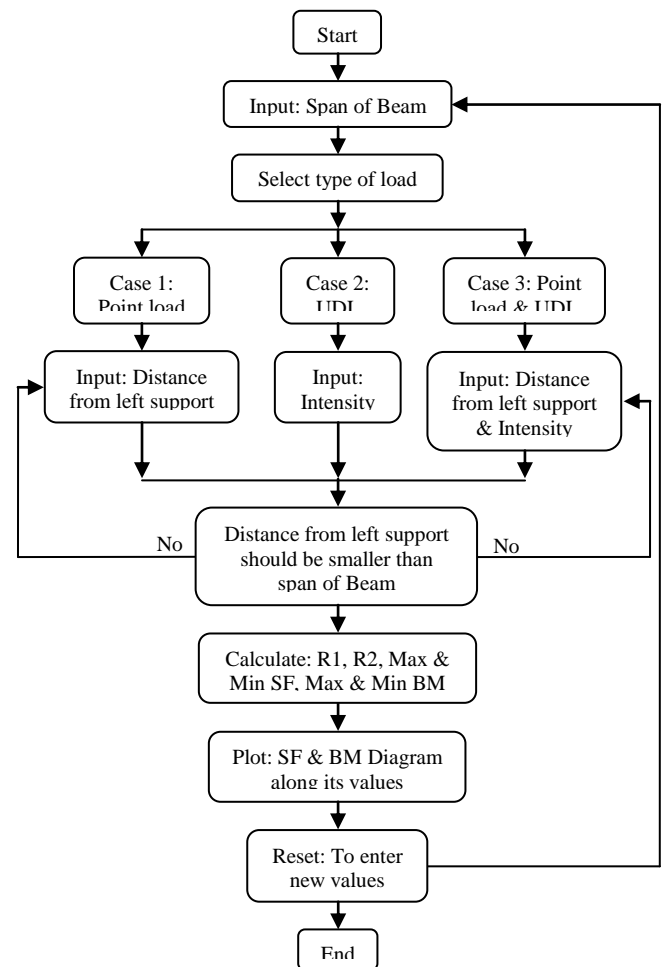 Start
Input: Span of Beam
Select type of load
Case 1:
Point load
Case 2:
UDL
Case 3: Point
load & UDL
Input: Distance
from left support
Input:
Intensity
Input: Distance
from left support
& Intensity
No
Distance from left support
should be smaller than
span of Beam
No
Calculate: R1, R2, Max &
Min SF, Max & Min BM
Plot: SF & BM Diagram
along its values
Reset: To enter
new values
End